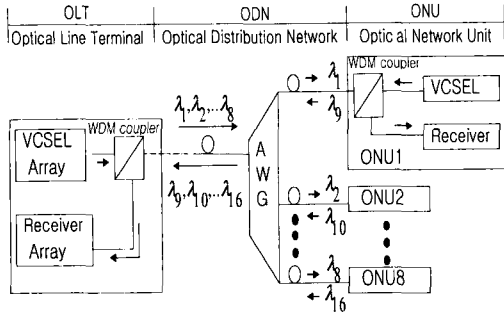 OLT
ODN
ONU
Optical Line Terminal
Optical Distribution Network
Optical Network Unit
VCSEL
Array
WDM coupler
Receiver
Array
λ1, λ2,...λ8
λ9, λ10,...λ16
A
W
G
λ1
λ9
WDM coupler
VCSEL
Receiver
ONU1
λ2
λ10
ONU2
λ8
λ16
ONU8